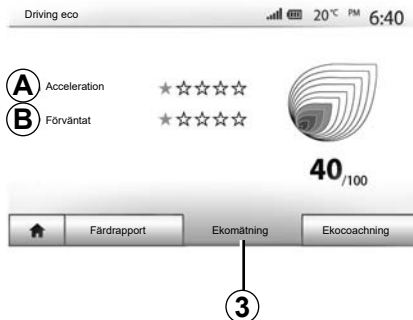 Driving eco 20°C PM 6:40
A Acceleration
B Förväntat
40/100
Färdrapport Ekomätning Ekocoachning
3